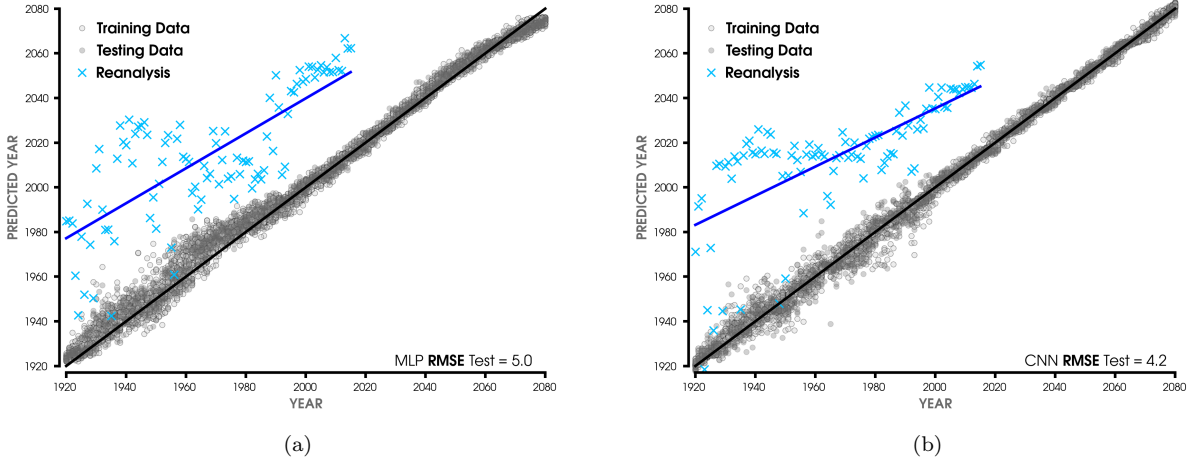 2080
2060
2040
2020
2000
1980
1960
1940
1920
PREDICTED YEAR
Training Data
Testing Data
Reanalysis
MLP RMSE Test = 5.0
1920 1940 1960 1980 2000 2020 2040 2060 2080
YEAR
(a)
2080
2060
2040
2020
2000
1980
1960
1940
1920
PREDICTED YEAR
Training Data
Testing Data
Reanalysis
CNN RMSE Test = 4.2
1920 1940 1960 1980 2000 2020 2040 2060 2080
YEAR
(b)